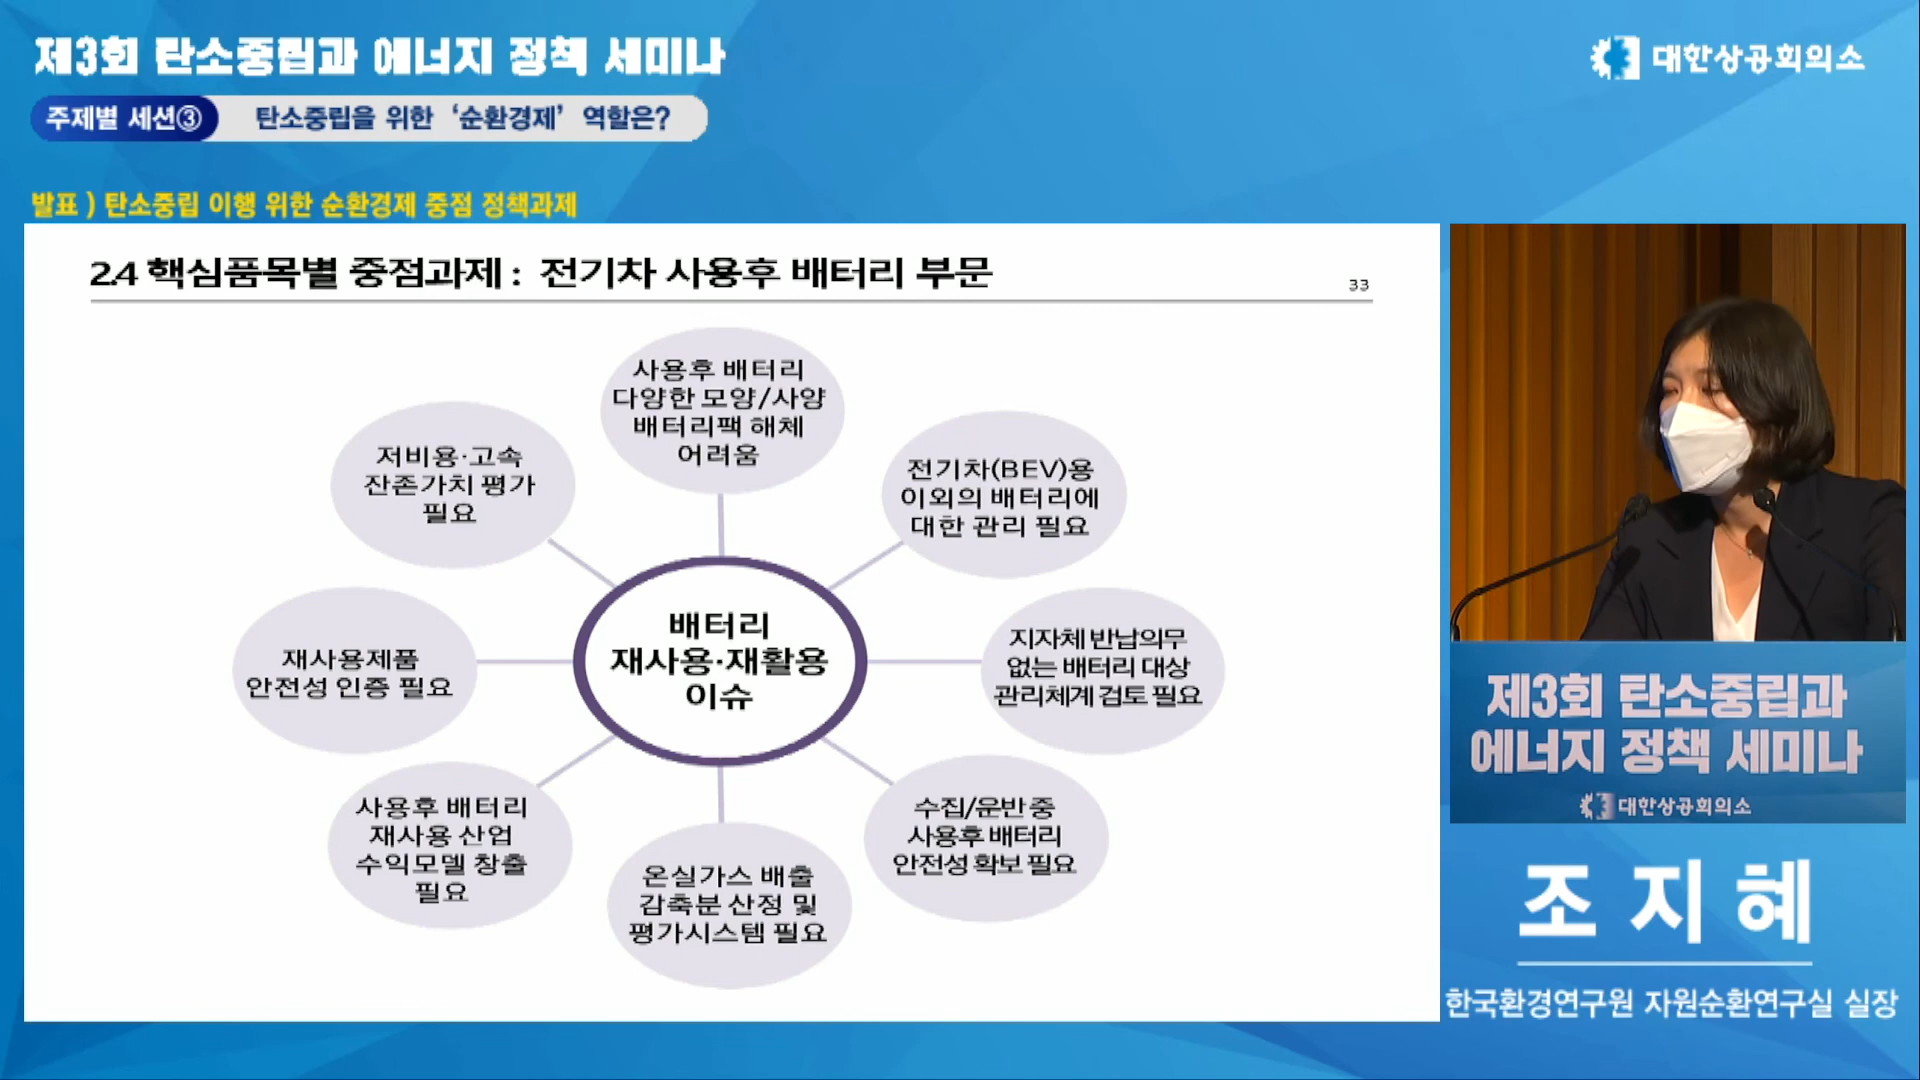 제3회 탄소중립과 에너지 정책 세미나
대한상공회의소
주제별 세션③
탄소중립을 위한 ‘순환경제’ 역할은?
발표 ) 탄소중립 이행 위한 순환경제 중점 정책과제
2.4 핵심품목별 중점과제 : 전기차 사용후 배터리 부문
33
사용후 배터리
다양한 모양/사양
배터리팩 해체
어려움
전기차(BEV)용
이외의 배터리에
대한 관리 필요
지자체 반납의무
없는 배터리 대상
관리체계 검토 필요
수집/운반 중
사용후 배터리
안전성 확보 필요
온실가스 배출
감축분 산정 및
평가시스템 필요
사용후 배터리
재사용 산업
수익모델 창출
필요
재사용제품
안전성 인증 필요
저비용·고속
잔존가치 평가
필요
배터리
재사용·재활용
이슈
제3회 탄소중립과
에너지 정책 세미나
대한상공회의소
조지혜
한국환경연구원 자원순환연구실 실장